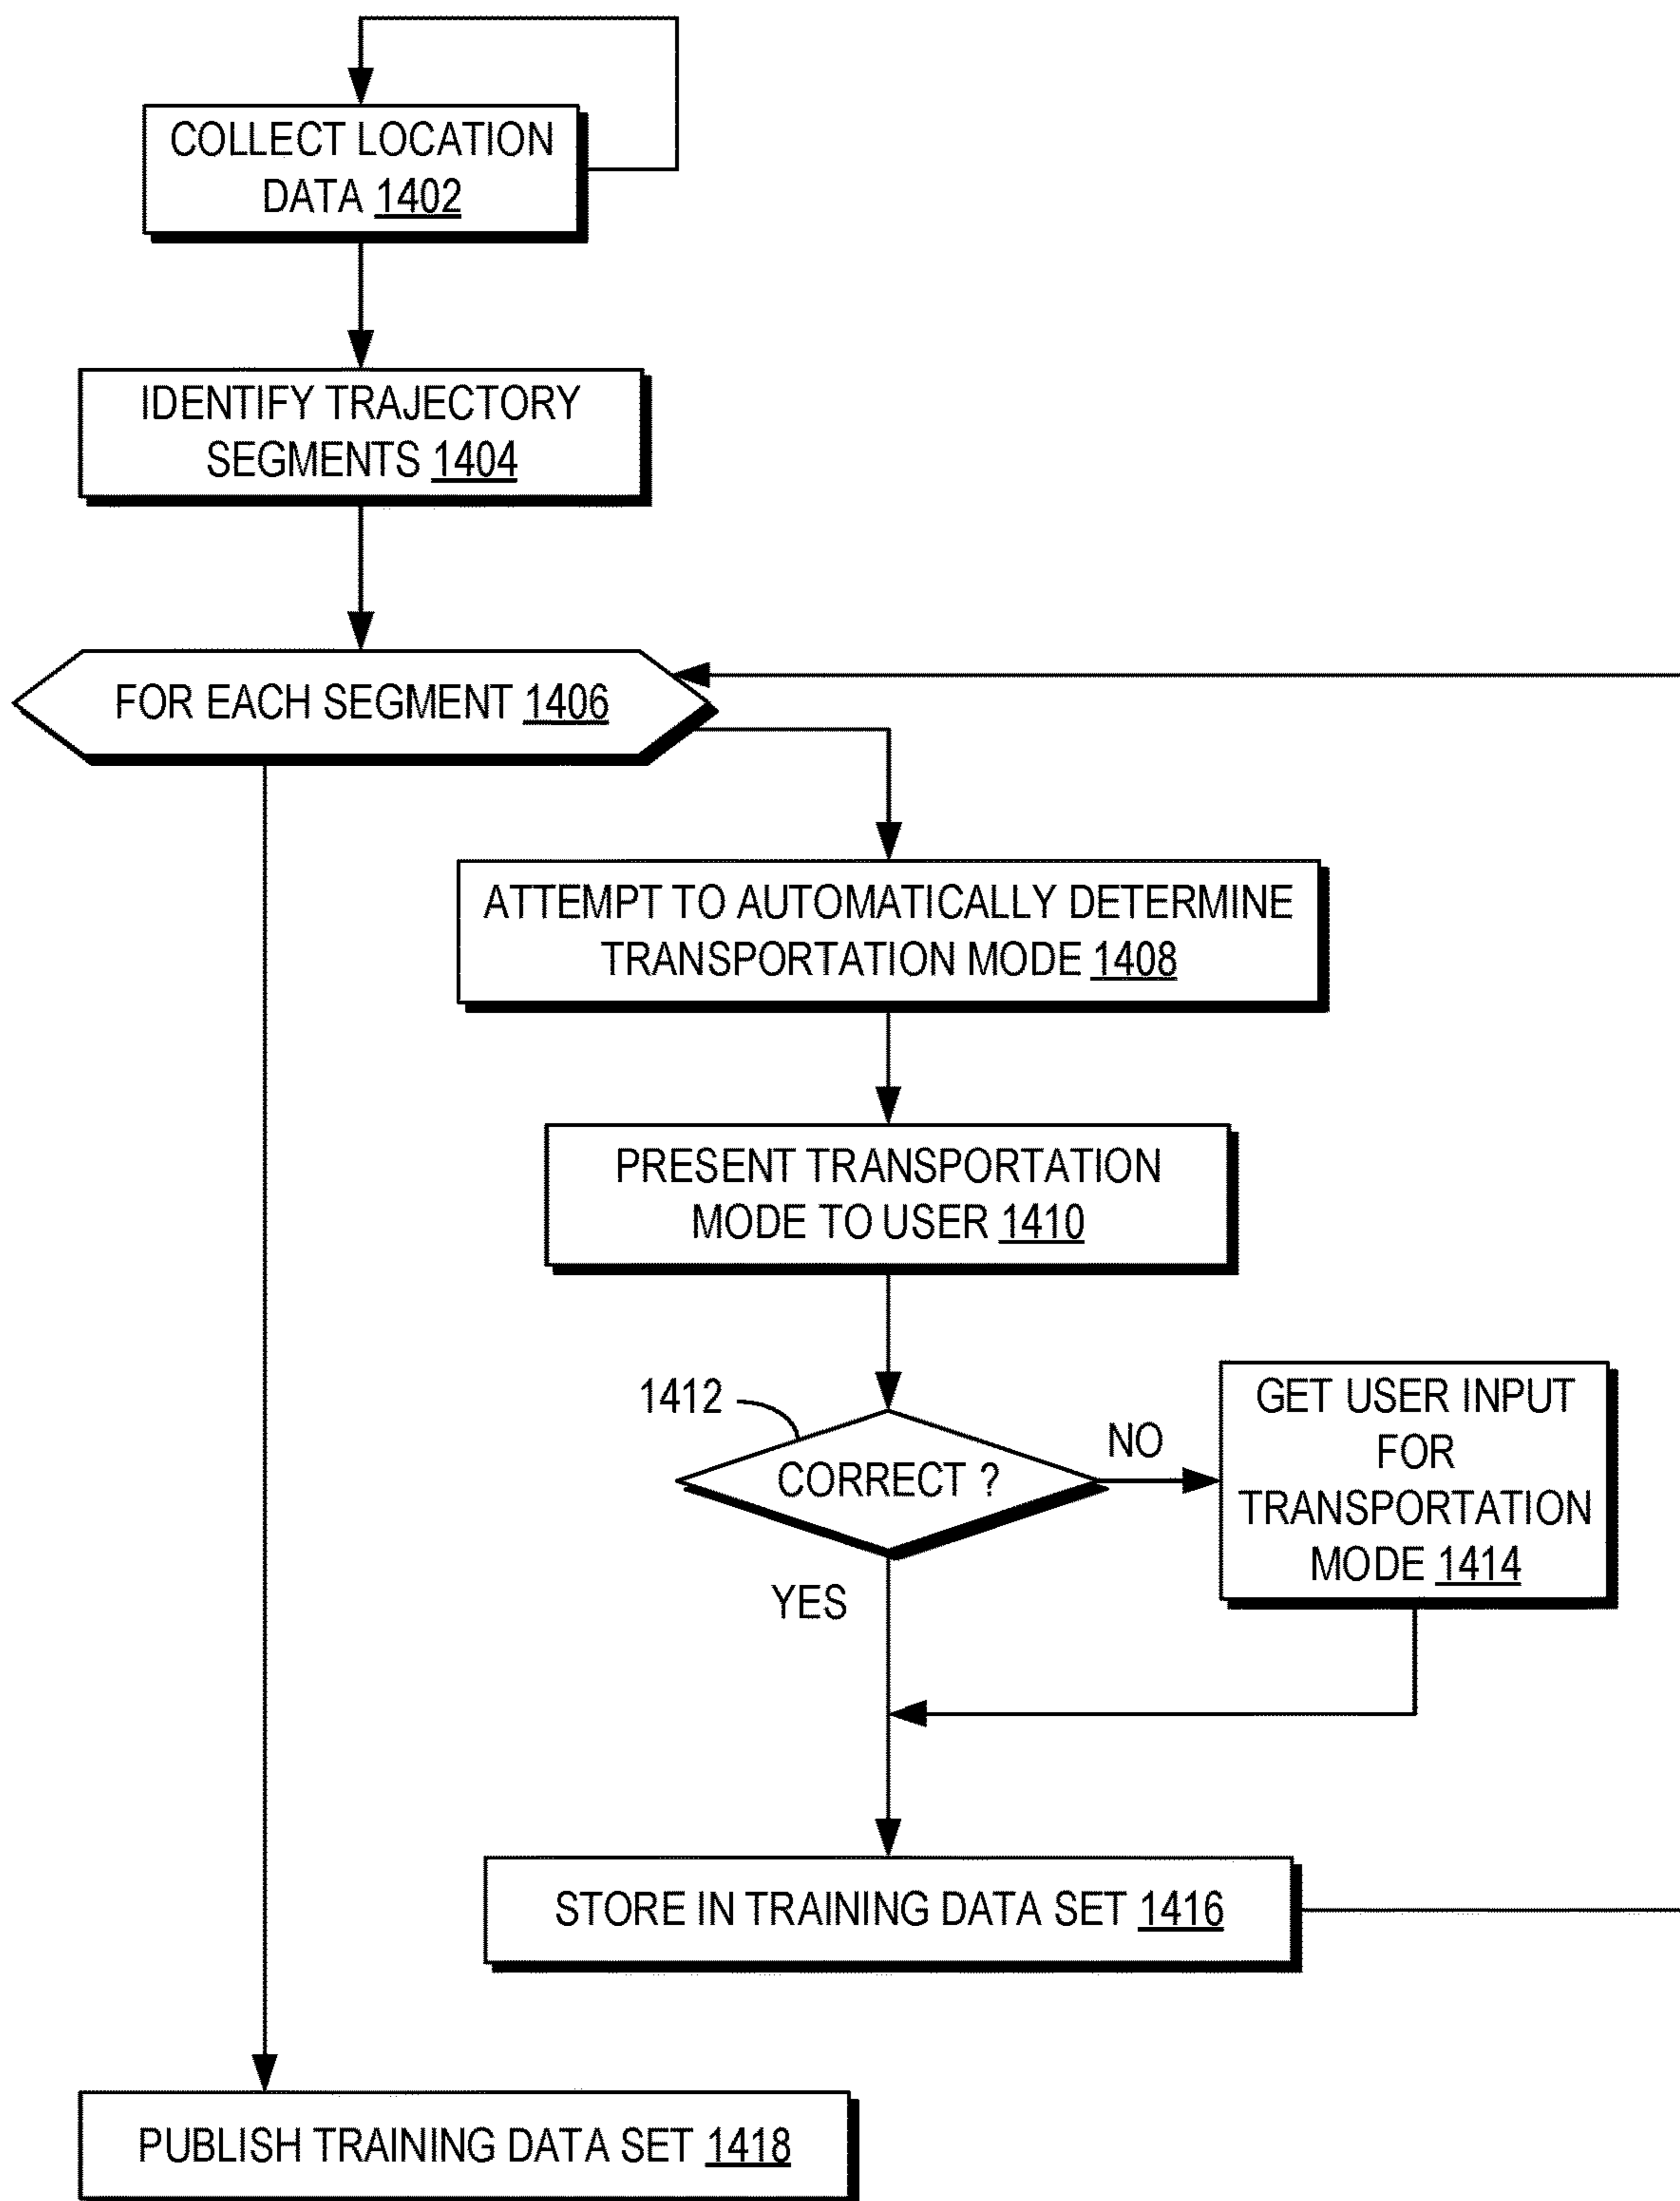 COLLECT LOCATION
DATA 1402
IDENTIFY TRAJECTORY
SEGMENTS 1404
FOR EACH SEGMENT 1406
ATTEMPT TO AUTOMATICALLY DETERMINE
TRANSPORTATION MODE 1408
PRESENT TRANSPORTATION
MODE TO USER 1410
1412
CORRECT ?
NO
GET USER INPUT
FOR
TRANSPORTATION
MODE 1414
YES
STORE IN TRAINING DATA SET 1416
PUBLISH TRAINING DATA SET 1418